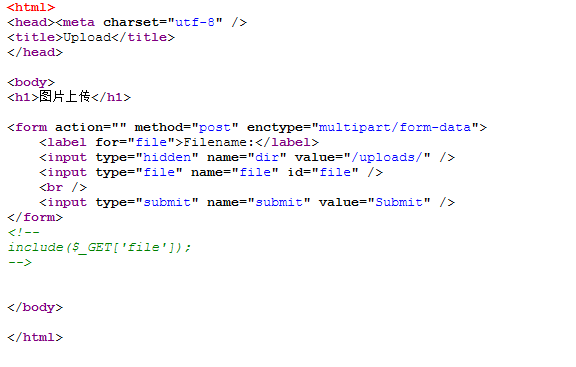 <html>
<head><meta charset="utf-8" />
<title>Upload</title>
</head>
<body>
<h1>图片上传</h1>
<form action="" method="post" enctype="multipart/form-data">
<label for="file">Filename:</label>
<input type="hidden" name="dir" value="/uploads/" />
<input type="file" name="file" id="file" />
<br />
<input type="submit" name="submit" value="Submit" />
</form>
<!--
include($_GET['file']);
-->
</body>
</html>